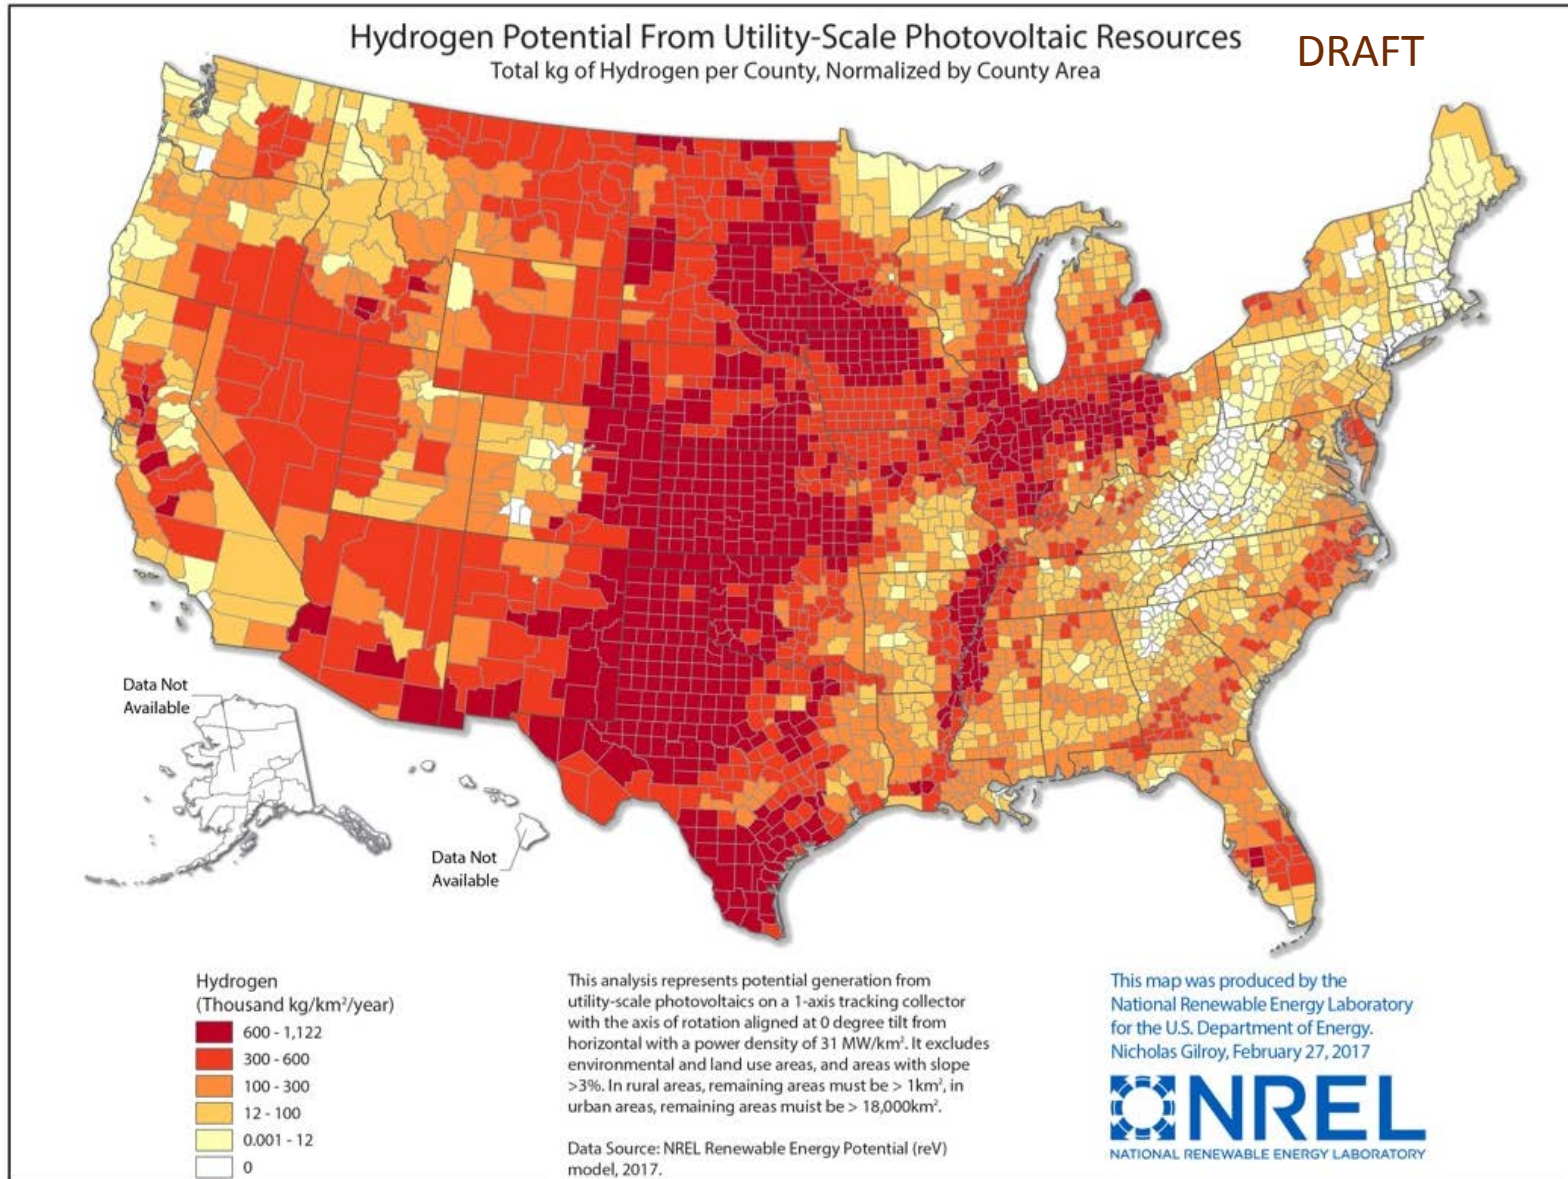 Hydrogen Potential From Utility-Scale Photovoltaic Resources
DRAFT
Total kg of Hydrogen per County, Normalized by County Area
Data Not
Available
Data Not
Available
Hydrogen
(Thousand kg/km²/year)
600 - 1,122
300 - 600
100 - 300
12 - 100
0.001 - 12
0
This analysis represents potential generation from
utility-scale photovoltaics on a 1-axis tracking collector
with the axis of rotation aligned at 0 degree tilt from
horizontal with a power density of 31 MW/km². It excludes
environmental and land use areas, and areas with slope
>3%. In rural areas, remaining areas must be > 1km², in
urban areas, remaining areas muist be > 18,000km².
Data Source: NREL Renewable Energy Potential (reV)
model, 2017.
This map was produced by the
National Renewable Energy Laboratory
for the U.S. Department of Energy.
Nicholas Gilroy, February 27, 2017
NREL
NATIONAL RENEWABLE ENERGY LABORATORY